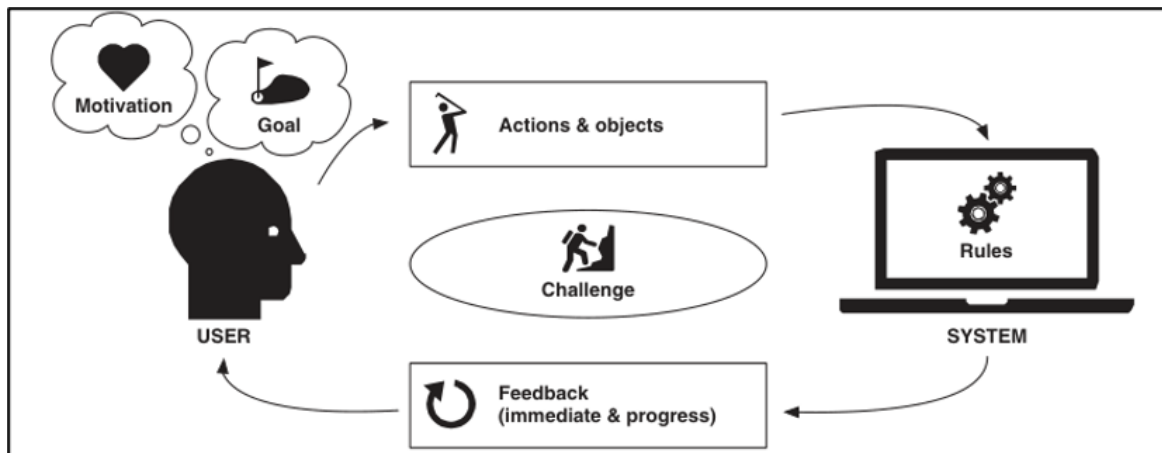 Motivation
Goal
Actions & objects
Rules
Challenge
USER
SYSTEM
Feedback
(immediate & progress)